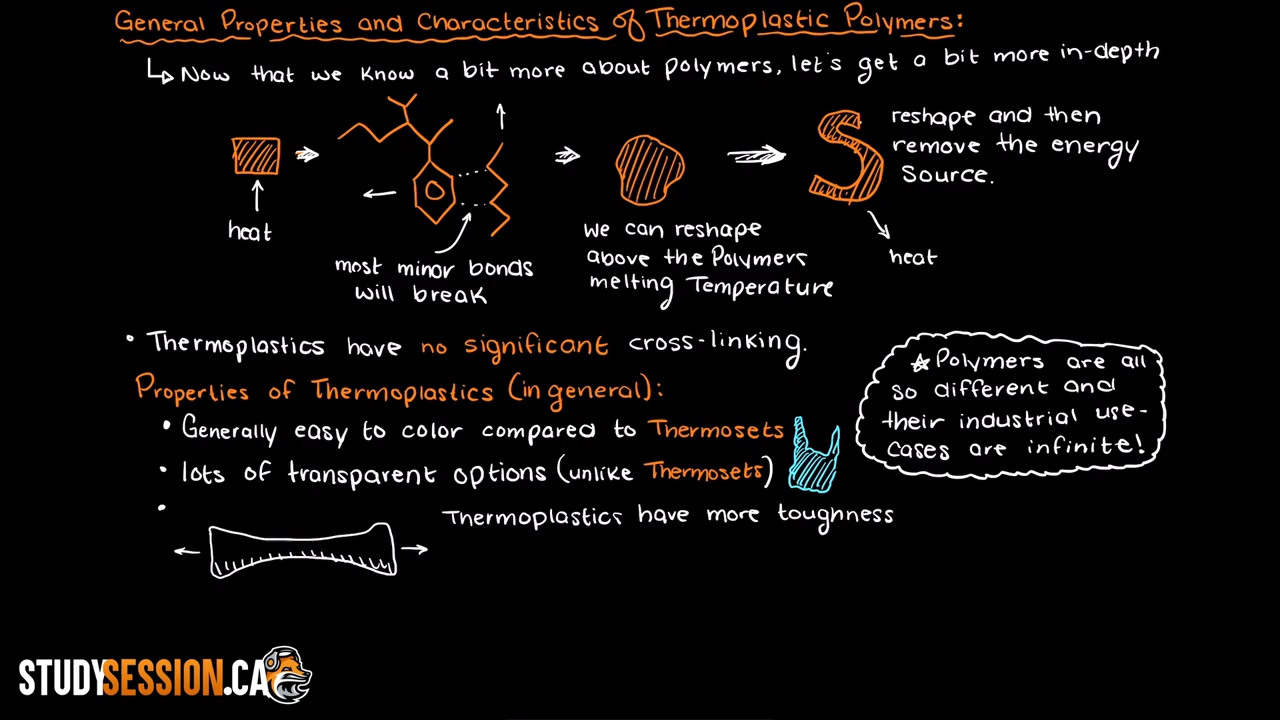 General Properties and Characteristics of Thermoplastic Polymers:
Now that we know a bit more about polymers, let's get a bit more in-depth
heat
most minor bonds
will break
we can reshape
above the Polymers
melting Temperature
reshape and then
remove the energy
Source.
heat
• Thermoplastics have no significant cross-linking.
Properties of Thermoplastics (in general):
• Generally easy to color compared to Thermosets
• lots of transparent options (unlike Thermosets)
• Thermoplastics have more toughness
★ Polymers are all
so different and
their industrial use-
cases are infinite!
STUDYSESSION.CA